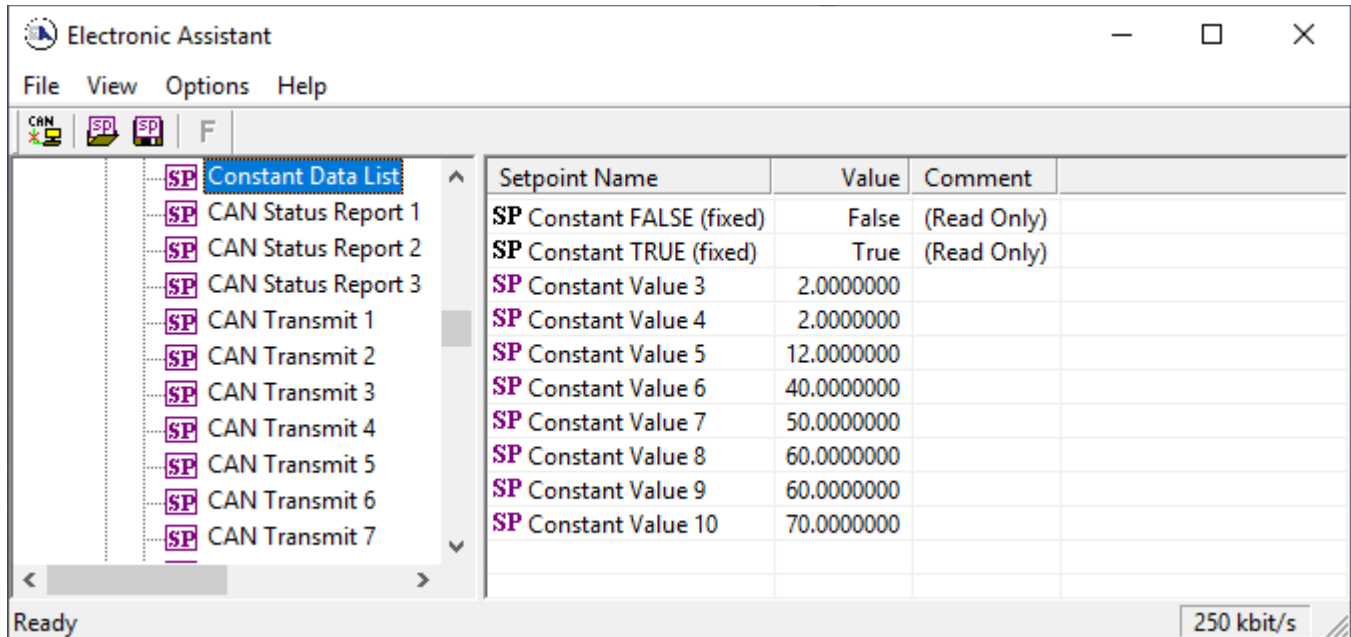 Electronic Assistant
File View Options Help
CAN SP SP F
SP Constant Data List
SP CAN Status Report 1
SP CAN Status Report 2
SP CAN Status Report 3
SP CAN Transmit 1
SP CAN Transmit 2
SP CAN Transmit 3
SP CAN Transmit 4
SP CAN Transmit 5
SP CAN Transmit 6
SP CAN Transmit 7
Setpoint Name Value Comment
SP Constant FALSE (fixed) False (Read Only)
SP Constant TRUE (fixed) True (Read Only)
SP Constant Value 3 2.0000000
SP Constant Value 4 2.0000000
SP Constant Value 5 12.0000000
SP Constant Value 6 40.0000000
SP Constant Value 7 50.0000000
SP Constant Value 8 60.0000000
SP Constant Value 9 60.0000000
SP Constant Value 10 70.0000000
Ready 250 kbit/s